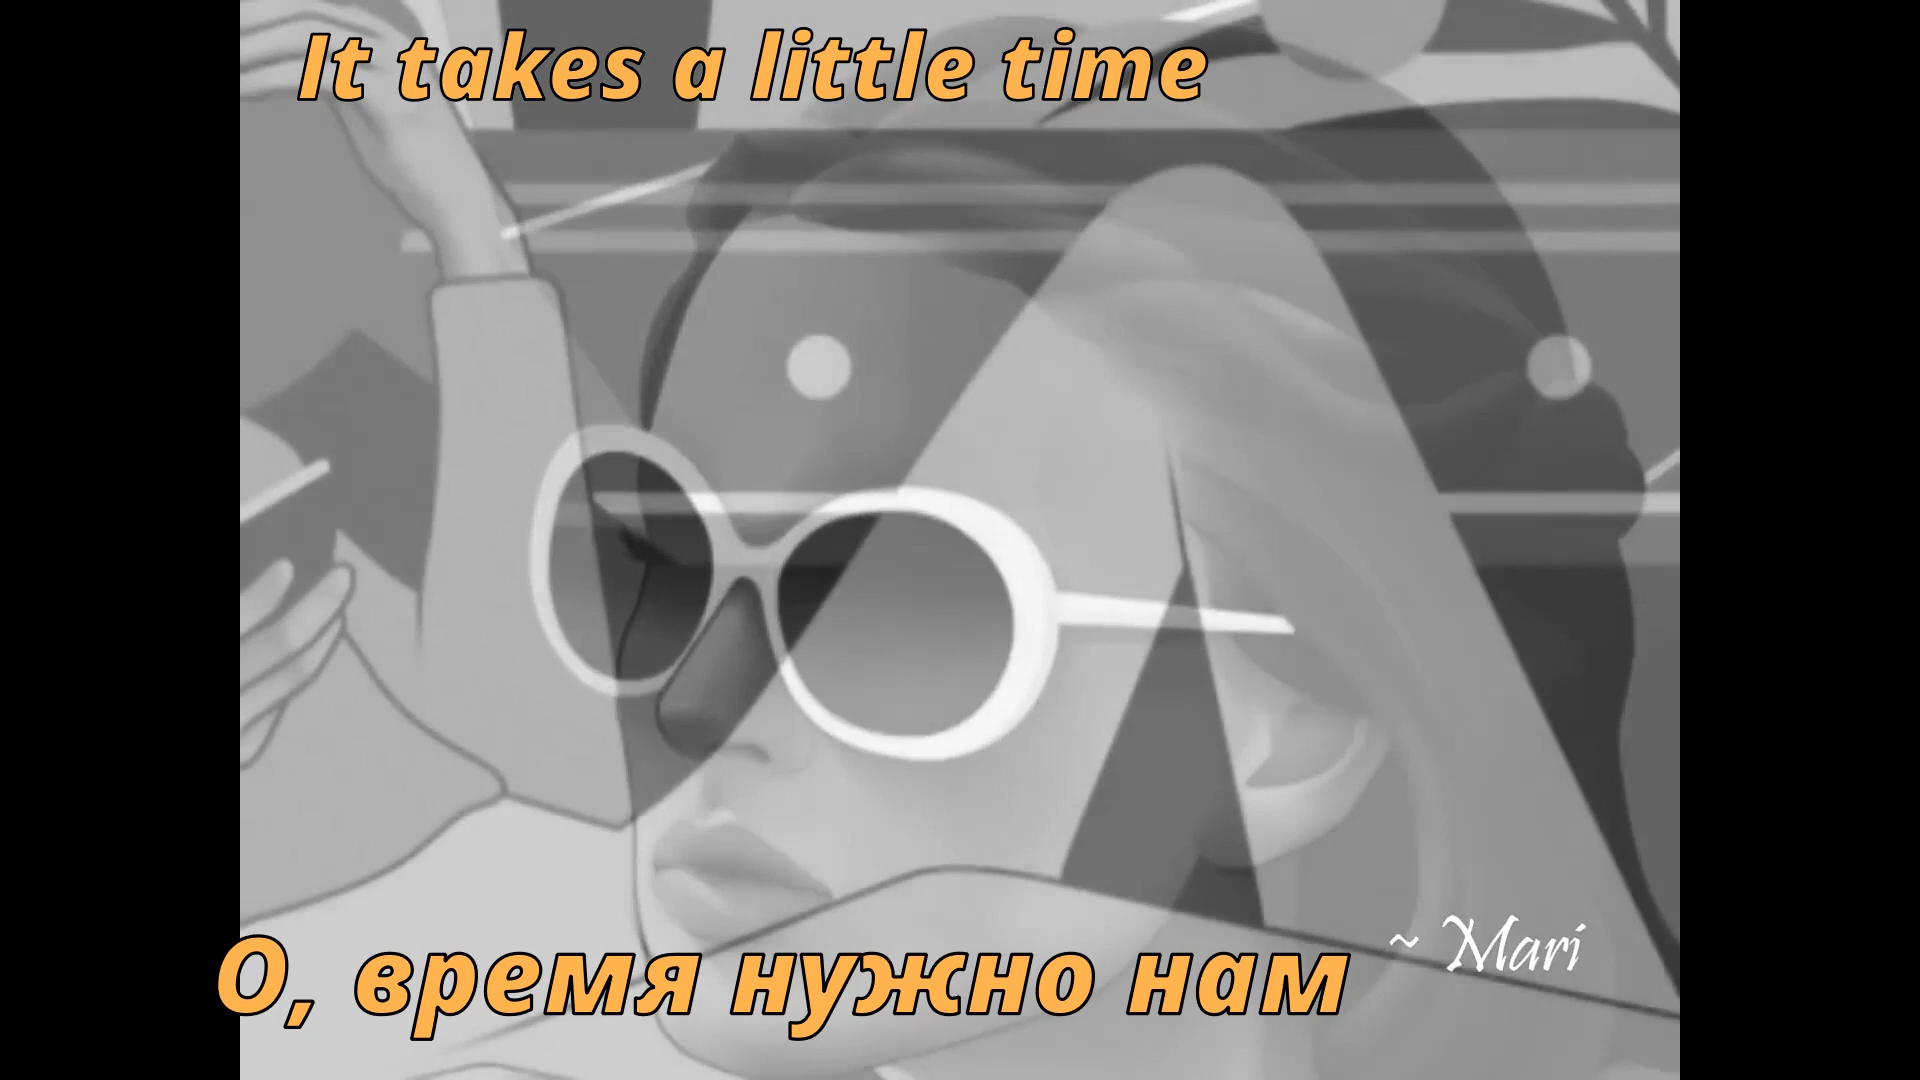 It takes a little time
О, время нужно нам
~ Mari